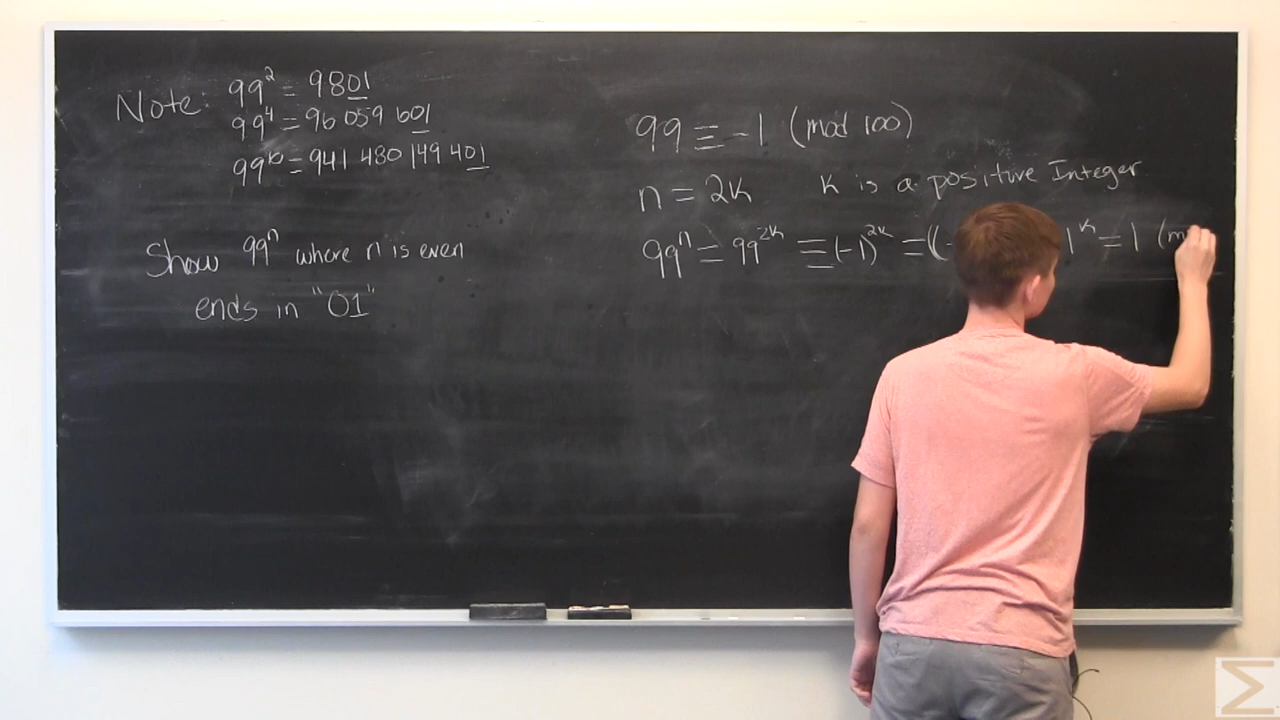 Note: 99² = 9801
99⁴ = 96 059 601
99¹⁰ = 941 480 149 401
Show 99ⁿ where n is even
ends in "01"
99 ≡ -1 (mod 100)
n = 2k k is a positive Integer
99ⁿ = 99²ᵏ ≡ (-1)²ᵏ = ((- 1ᵏ = 1 (m
Σ